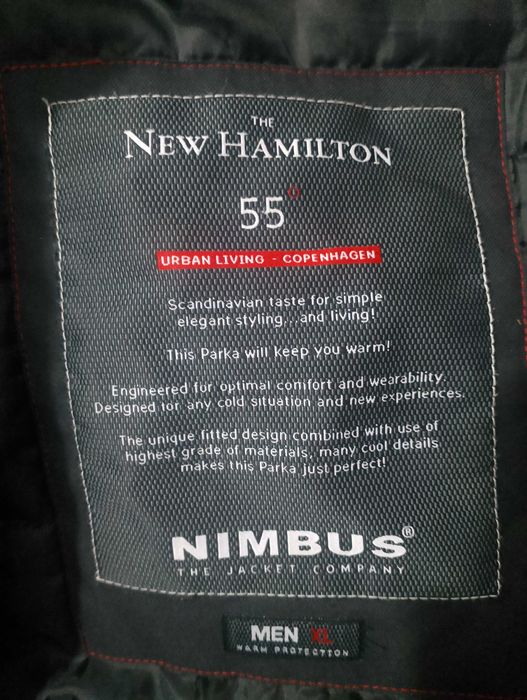 THE
NEW HAMILTON
55°
URBAN LIVING - COPENHAGEN
Scandinavian taste for simple
elegant styling...and living!
This Parka will keep you warm!
Engineered for optimal comfort and wearability.
Designed for any cold situation and new experiences.
The unique fitted design combined with use of
highest grade of materials, many cool details
makes this Parka just perfect!
NIMBUS®
THE JACKET COMPANY
MEN XL
WARM PROTECTION